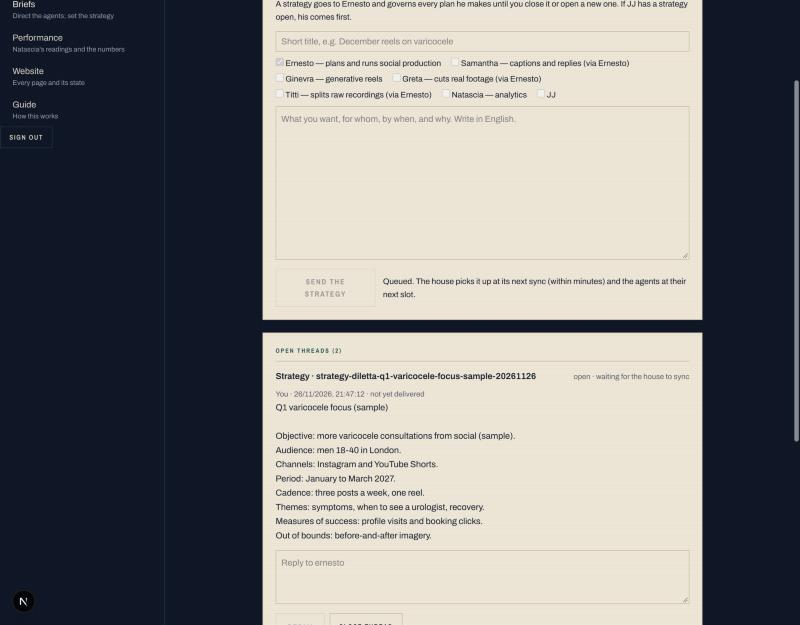 Briefs
Direct the agents; set the strategy
Performance
Natascia's readings and the numbers
Website
Every page and its state
Guide
How this works
SIGN OUT
A strategy goes to Ernesto and governs every plan he makes until you close it or open a new one. If JJ has a strategy
open, his comes first.
Short title, e.g. December reels on varicocele
Ernesto — plans and runs social production Samantha — captions and replies (via Ernesto)
Ginevra — generative reels Greta — cuts real footage (via Ernesto)
Titti — splits raw recordings (via Ernesto) Natascia — analytics JJ
What you want, for whom, by when, and why. Write in English.
SEND THE
STRATEGY
Queued. The house picks it up at its next sync (within minutes) and the agents at their
next slot.
OPEN THREADS (2)
Strategy · strategy-diletta-q1-varicocele-focus-sample-20261126
open · waiting for the house to sync
You · 26/11/2026, 21:47:12 · not yet delivered
Q1 varicocele focus (sample)
Objective: more varicocele consultations from social (sample).
Audience: men 18-40 in London.
Channels: Instagram and YouTube Shorts.
Period: January to March 2027.
Cadence: three posts a week, one reel.
Themes: symptoms, when to see a urologist, recovery.
Measures of success: profile visits and booking clicks.
Out of bounds: before-and-after imagery.
Reply to ernesto
N